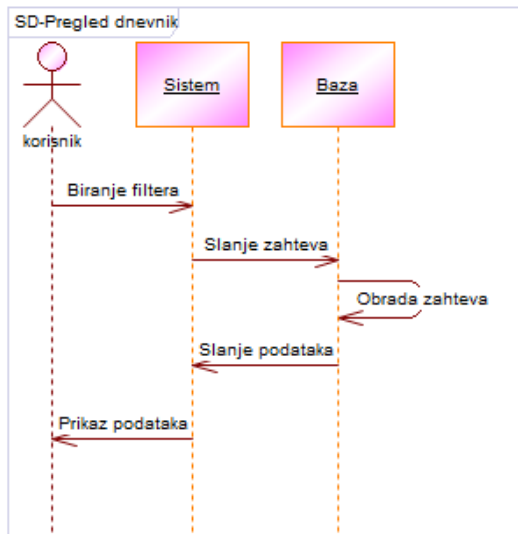 SD-Pregled dnevnik
Sistem
Baza
korisnik
Biranje filtera
Slanje zahteva
Obrada zahteva
Slanje podataka
Prikaz podataka